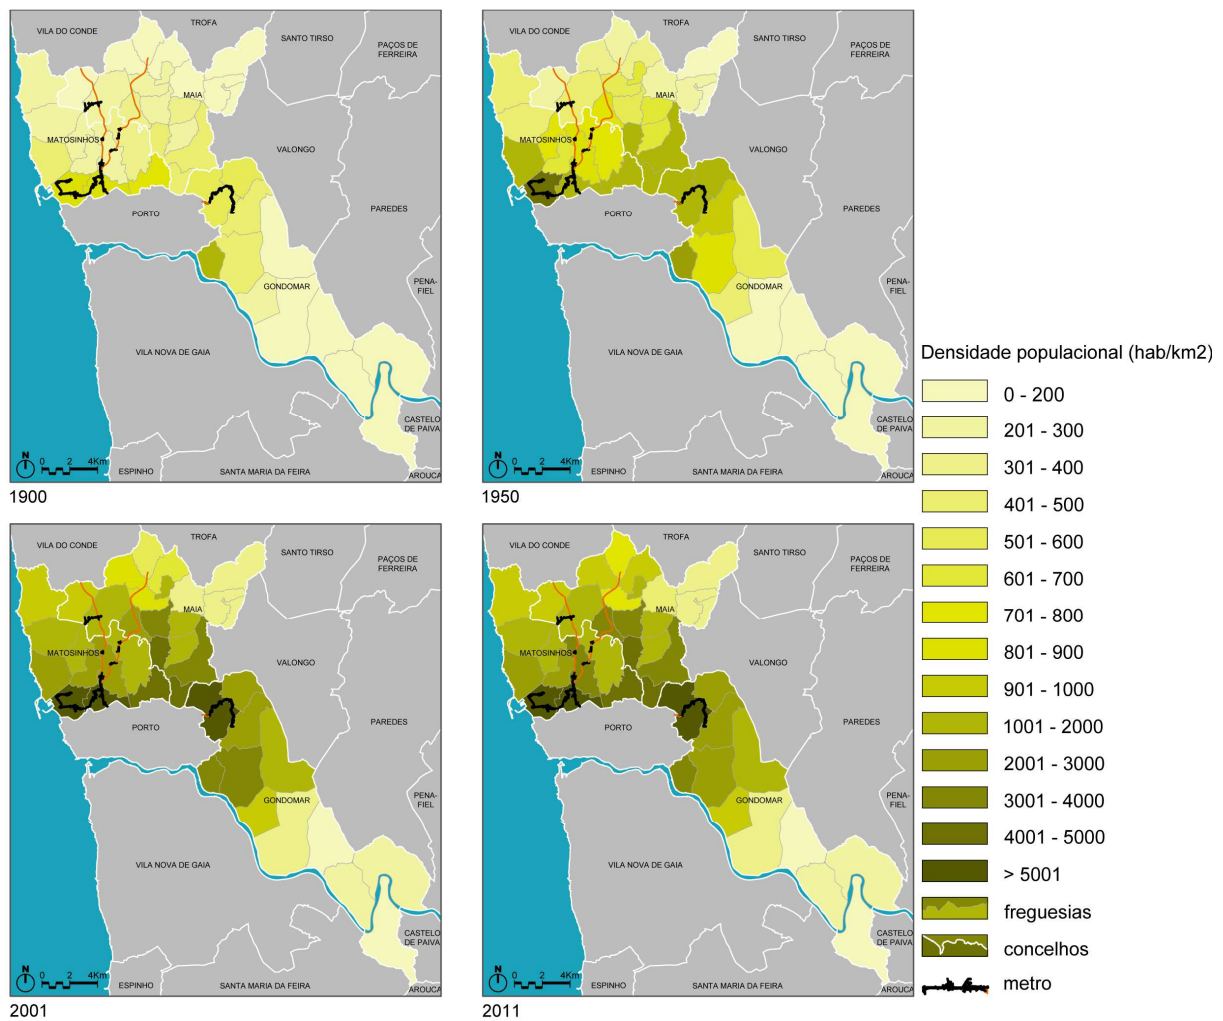 VILA DO CONDE
TROFA
SANTO TIRSO
PAÇOS DE
FERREIRA
MAIA
MATOSINHOS
VALONGO
PORTO
PAREDES
GONDOMAR
PENA-
FIEL
VILA NOVA DE GAIA
CASTELO
DE PAIVA
N
0 2 4Km
ESPINHO
SANTA MARIA DA FEIRA
AROUCA
1900
VILA DO CONDE
TROFA
SANTO TIRSO
PAÇOS DE
FERREIRA
MAIA
MATOSINHOS
VALONGO
PORTO
PAREDES
GONDOMAR
PENA-
FIEL
VILA NOVA DE GAIA
CASTELO
DE PAIVA
N
0 2 4Km
ESPINHO
SANTA MARIA DA FEIRA
AROUCA
1950
VILA DO CONDE
TROFA
SANTO TIRSO
PAÇOS DE
FERREIRA
MAIA
MATOSINHOS
VALONGO
PORTO
PAREDES
GONDOMAR
PENA-
FIEL
VILA NOVA DE GAIA
CASTELO
DE PAIVA
N
0 2 4Km
ESPINHO
SANTA MARIA DA FEIRA
AROUCA
2001
VILA DO CONDE
TROFA
SANTO TIRSO
PAÇOS DE
FERREIRA
MAIA
MATOSINHOS
VALONGO
PORTO
PAREDES
GONDOMAR
PENA-
FIEL
VILA NOVA DE GAIA
CASTELO
DE PAIVA
N
0 2 4Km
ESPINHO
SANTA MARIA DA FEIRA
AROUCA
2011
Densidade populacional (hab/km2)
0 - 200
201 - 300
301 - 400
401 - 500
501 - 600
601 - 700
701 - 800
801 - 900
901 - 1000
1001 - 2000
2001 - 3000
3001 - 4000
4001 - 5000
> 5001
freguesias
concelhos
metro